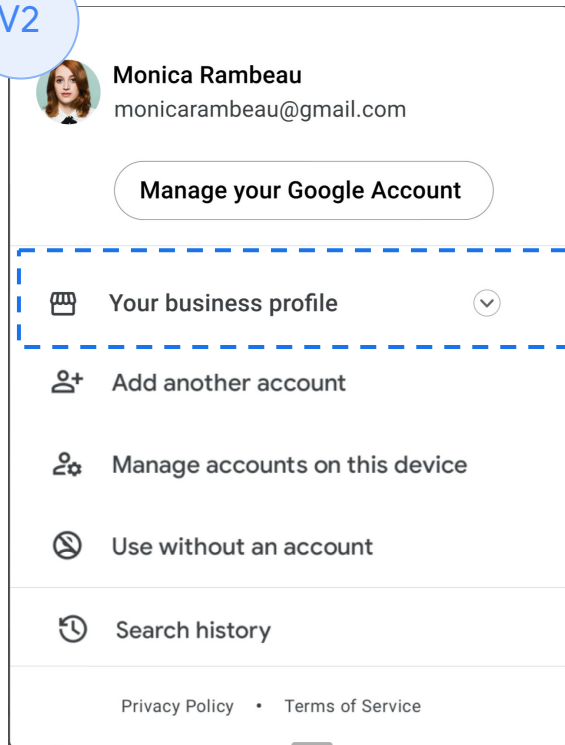 V2
Monica Rambeau
monicarambeau@gmail.com
Manage your Google Account
Your business profile
Add another account
Manage accounts on this device
Use without an account
Search history
Privacy Policy • Terms of Service